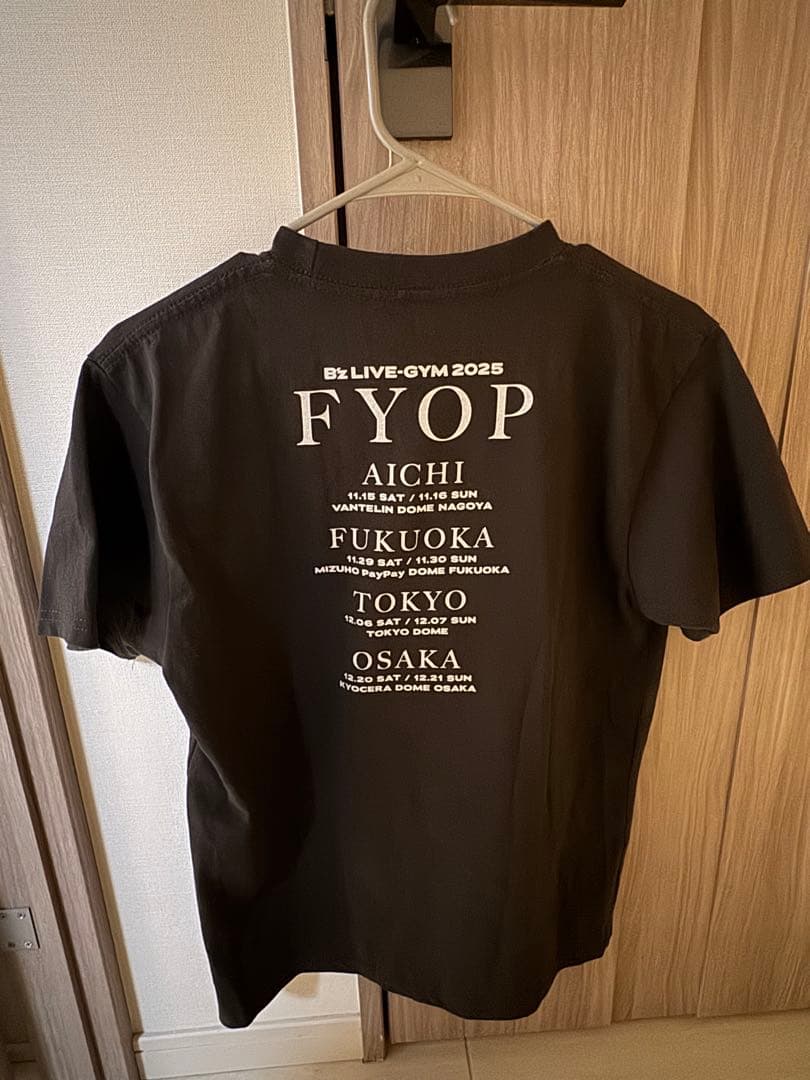 B'z LIVE-GYM 2025
FYOP
AICHI
11.15 SAT / 11.16 SUN
VANTELIN DOME NAGOYA
FUKUOKA
11.29 SAT / 11.30 SUN
MIZUHO PayPay DOME FUKUOKA
TOKYO
12.06 SAT / 12.07 SUN
TOKYO DOME
OSAKA
12.20 SAT / 12.21 SUN
KYOCERA DOME OSAKA